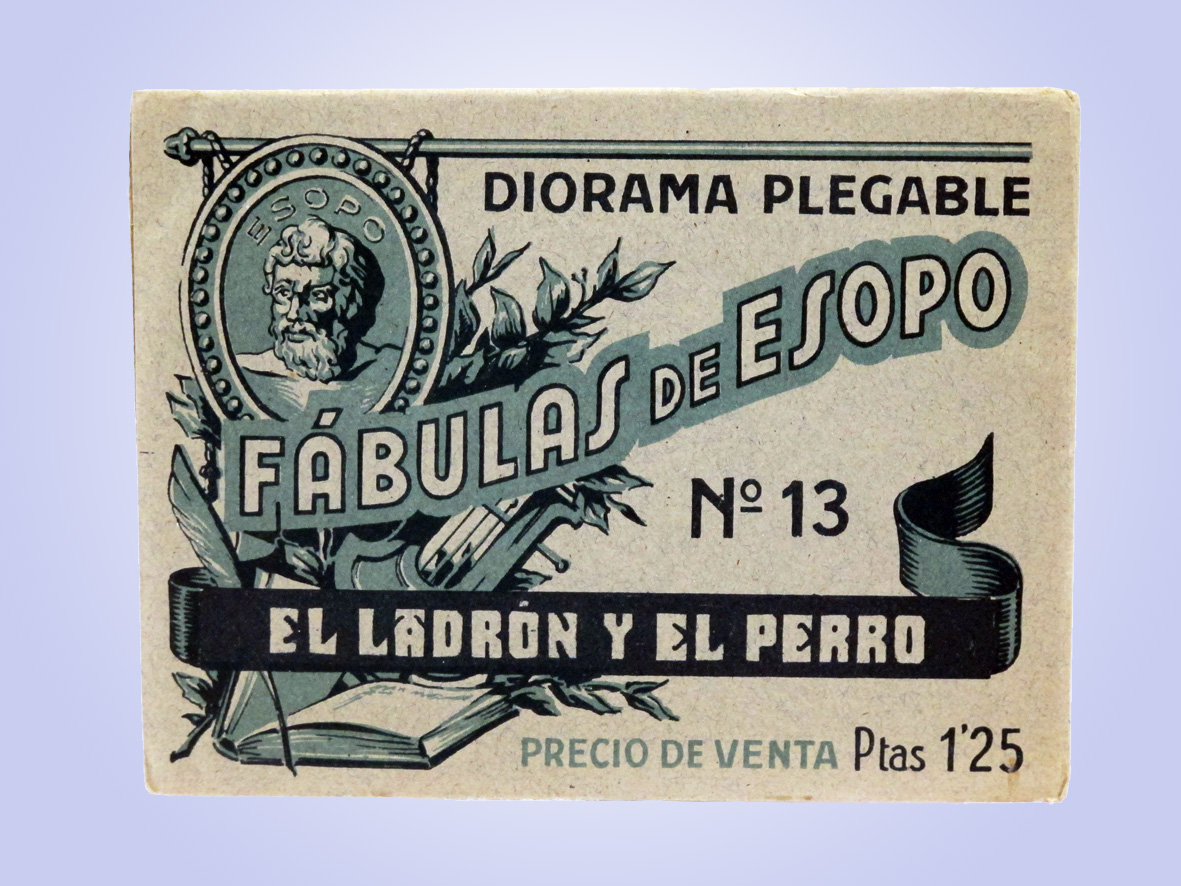 DIORAMA PLEGABLE
ESOPO
FÁBULAS DE ESOPO
Nº 13
EL LADRÓN Y EL PERRO
PRECIO DE VENTA Ptas 1'25